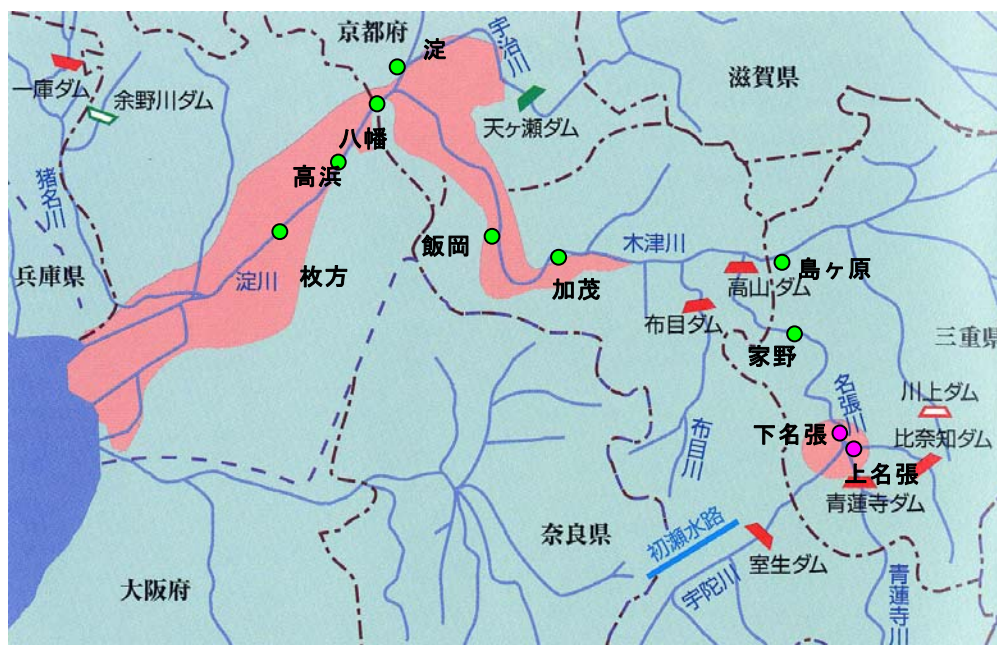 京都府
淀
宇治川
滋賀県
一庫ダム
余野川ダム
天ヶ瀬ダム
八幡
高浜
猪名川
兵庫県
淀川
枚方
飯岡
加茂
木津川
高山ダム
島ヶ原
布目ダム
家野
三重県
名張川
川上ダム
下名張
比奈知ダム
上名張
布目川
青蓮寺ダム
奈良県
初瀬水路
室生ダム
宇陀川
青蓮寺川
大阪府